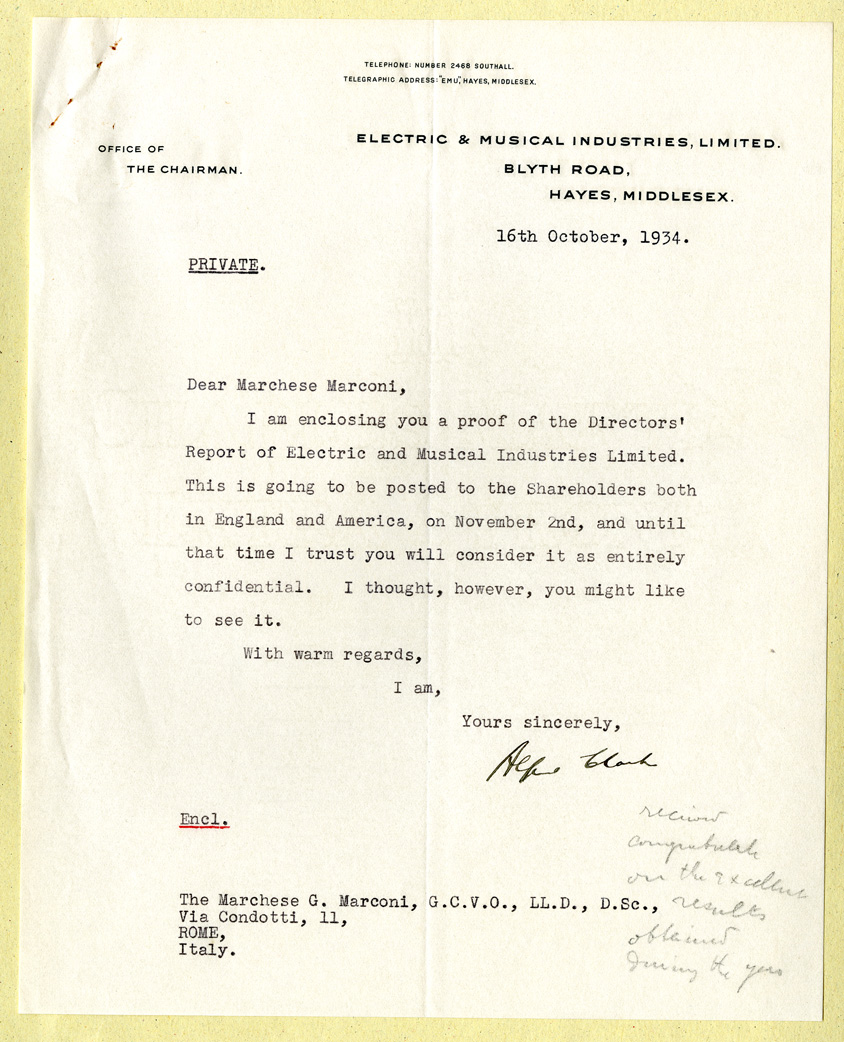 TELEPHONE: NUMBER 2468 SOUTHALL.
TELEGRAPHIC ADDRESS: "EMU", HAYES, MIDDLESEX.
OFFICE OF
THE CHAIRMAN.
ELECTRIC & MUSICAL INDUSTRIES, LIMITED.
BLYTH ROAD,
HAYES, MIDDLESEX.
16th October, 1934.
PRIVATE.
Dear Marchese Marconi,
I am enclosing you a proof of the Directors'
Report of Electric and Musical Industries Limited.
This is going to be posted to the Shareholders both
in England and America, on November 2nd, and until
that time I trust you will consider it as entirely
confidential. I thought, however, you might like
to see it.
With warm regards,
I am,
Yours sincerely,
Alfred Clark
Encl.
The Marchese G. Marconi, G.C.V.O., LL.D., D.Sc.,
Via Condotti, 11,
ROME,
Italy.
congratulate
on the excellent
results
obtained
during the year